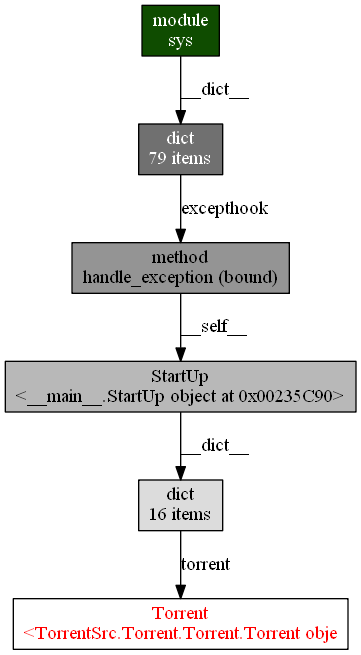 module
sys
__dict__
dict
79 items
excepthook
method
handle_exception (bound)
__self__
StartUp
<__main__.StartUp object at 0x00235C90>
__dict__
dict
16 items
torrent
Torrent
<TorrentSrc.Torrent.Torrent.Torrent obje